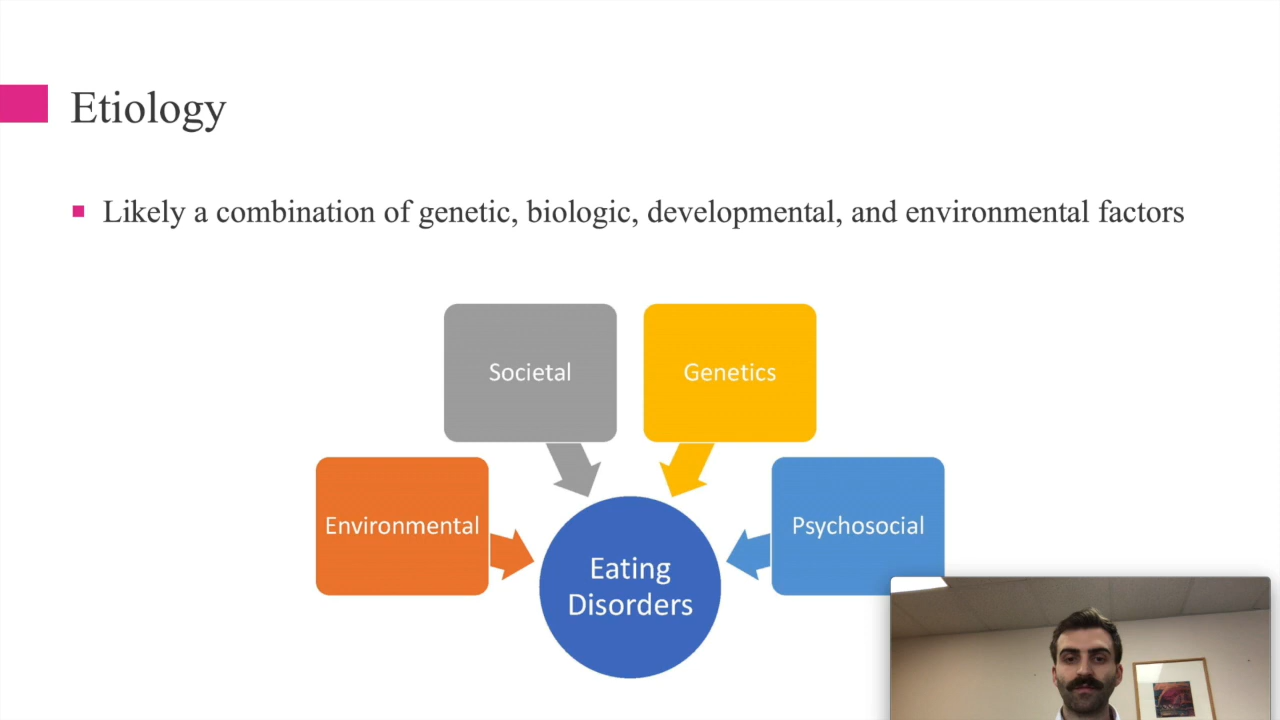 Etiology
Likely a combination of genetic, biologic, developmental, and environmental factors
Societal
Genetics
Environmental
Psychosocial
Eating
Disorders